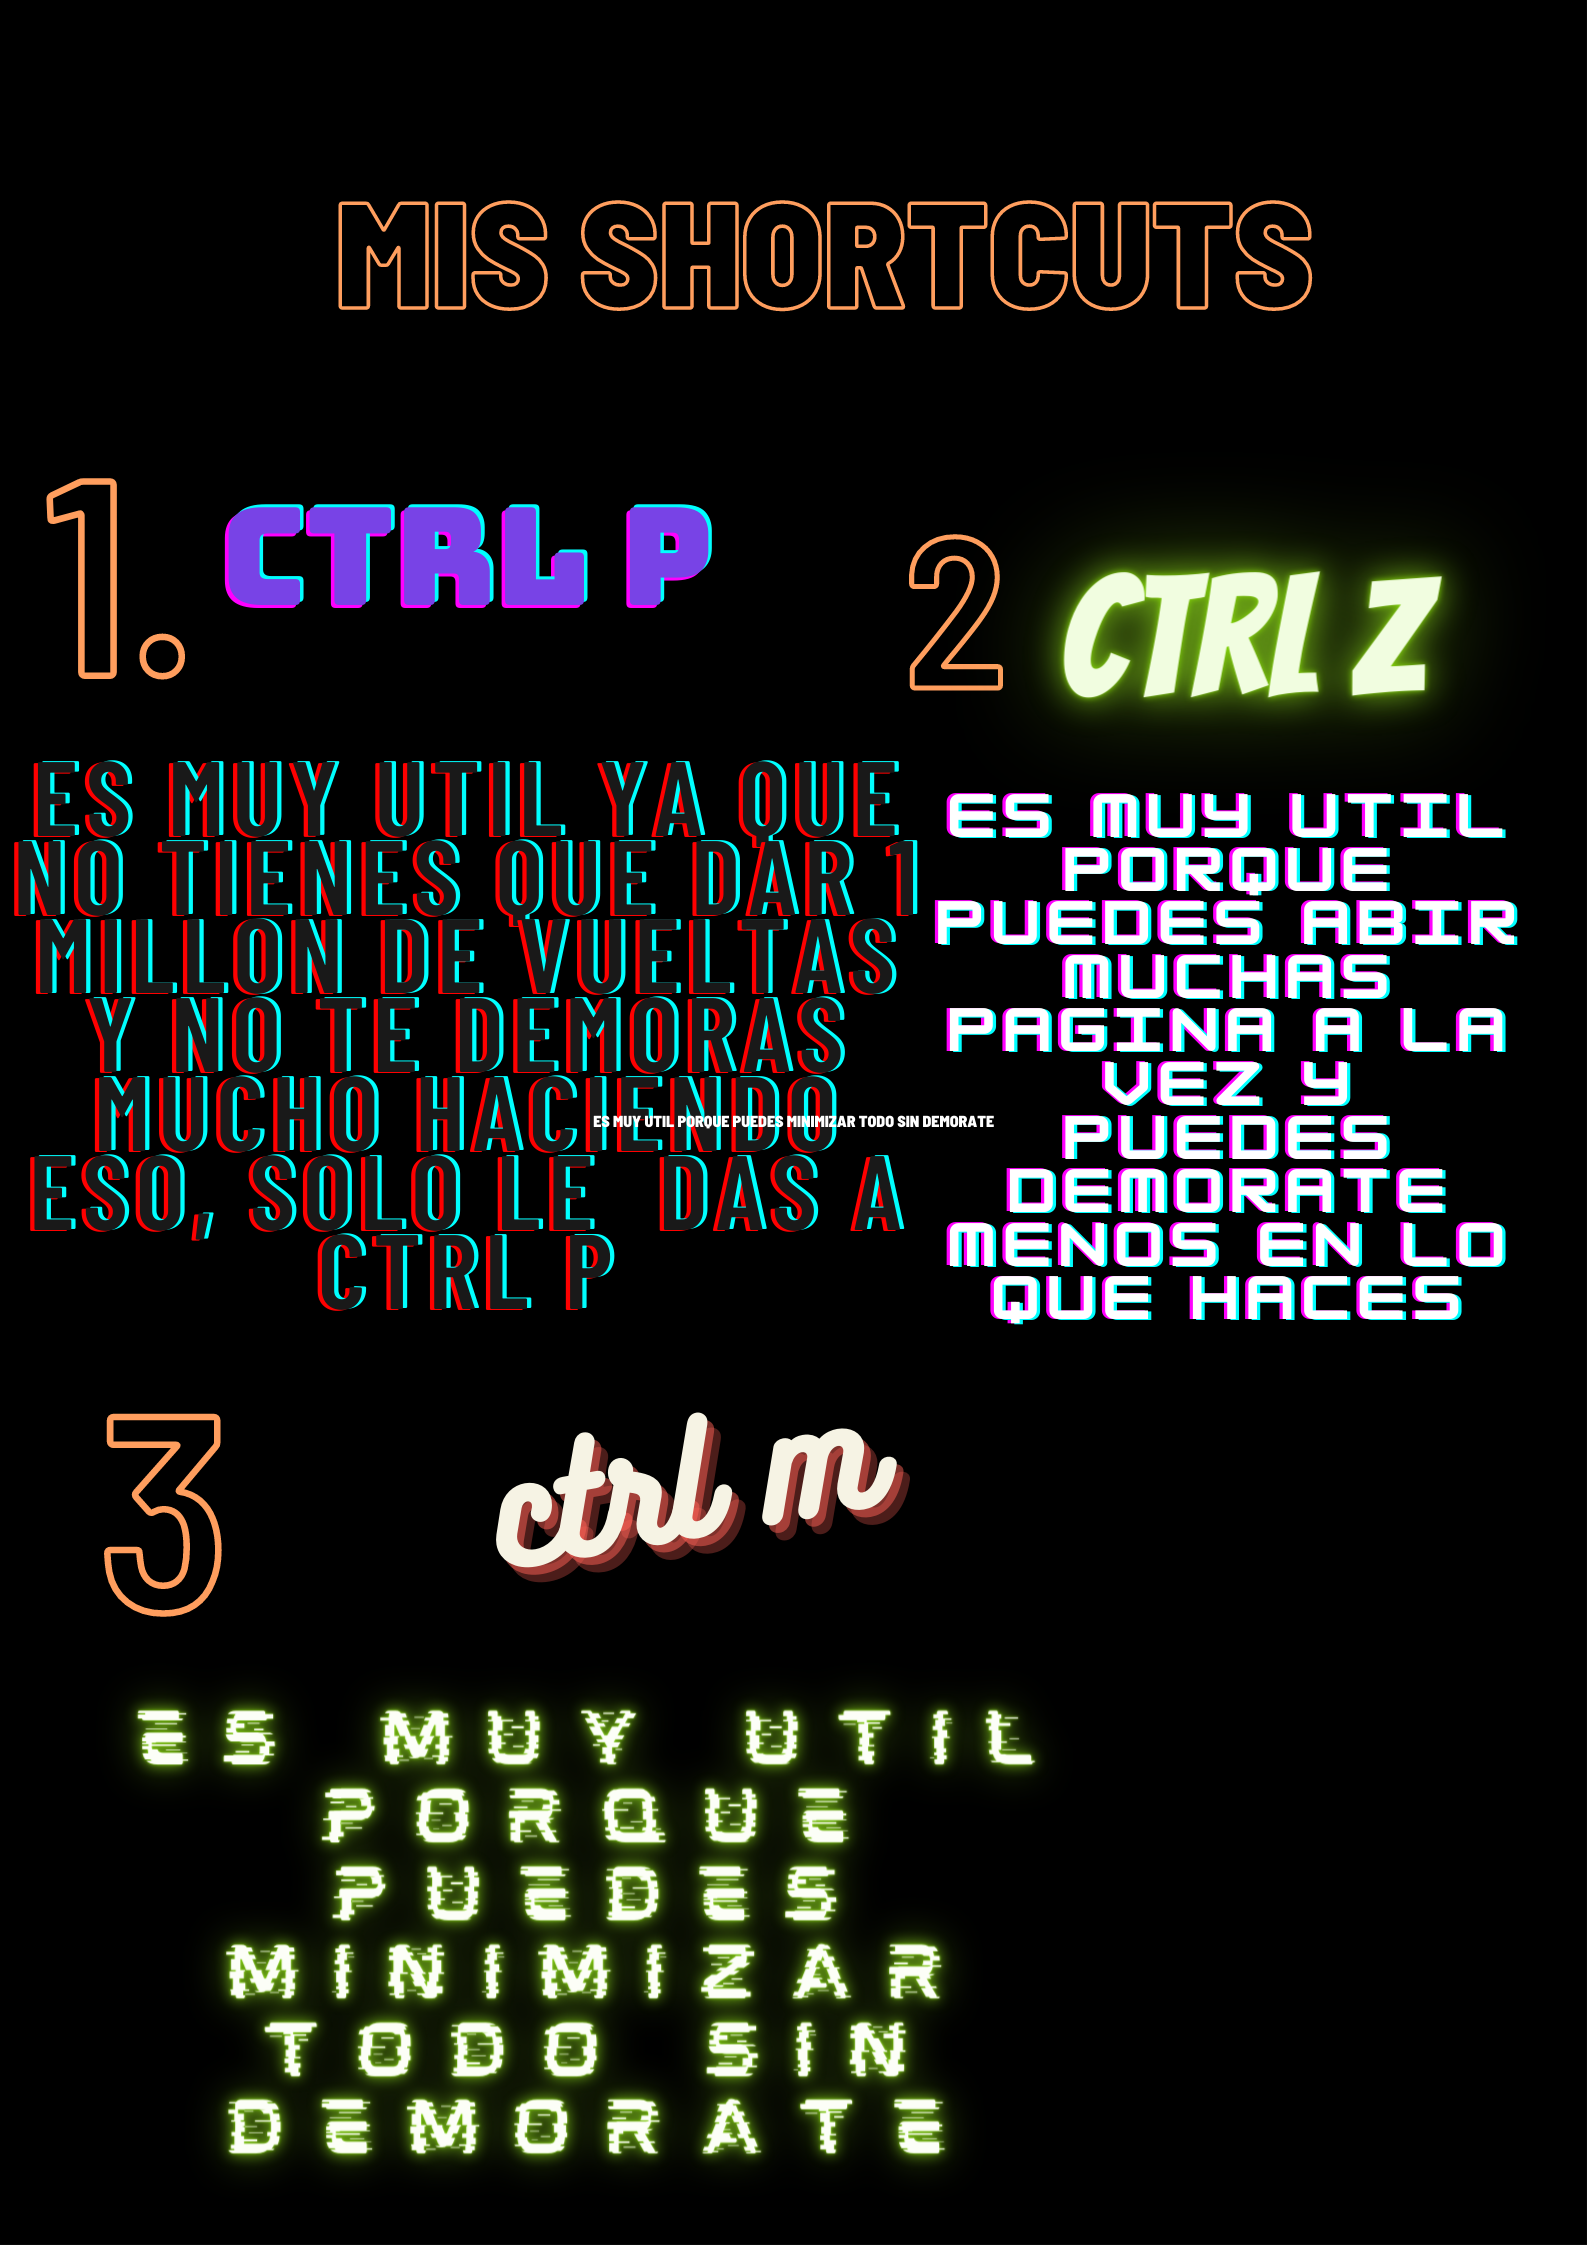 MIS SHORTCUTS
1.
CTRL P
ES MUY UTIL YA QUE
NO TIENES QUE DAR 1
MILLON DE VUELTAS
Y NO TE DEMORAS
MUCHO HACIENDO
ESO, SOLO LE DAS A
CTRL P
ES MUY UTIL PORQUE PUEDES MINIMIZAR TODO SIN DEMORATE
2
CTRL Z
ES MUY UTIL
PORQUE
PUEDES ABIR
MUCHAS
PAGINA A LA
VEZ Y
PUEDES
DEMORATE
MENOS EN LO
QUE HACES
3
ctrl m
ES MUY UTIL
PORQUE
PUEDES
MINIMIZAR
TODO SIN
DEMORATE